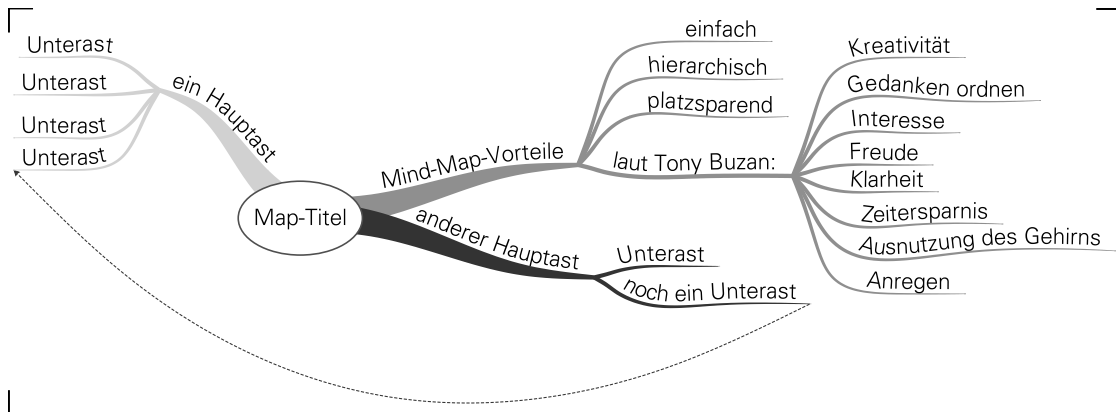 Unterast
Unterast
Unterast
Unterast
ein Hauptast
Map-Titel
Mind-Map-Vorteile
einfach
hierarchisch
platzsparend
laut Tony Buzan:
Kreativität
Gedanken ordnen
Interesse
Freude
Klarheit
Zeitersparnis
Ausnutzung des Gehirns
Anregen
anderer Hauptast
Unterast
noch ein Unterast